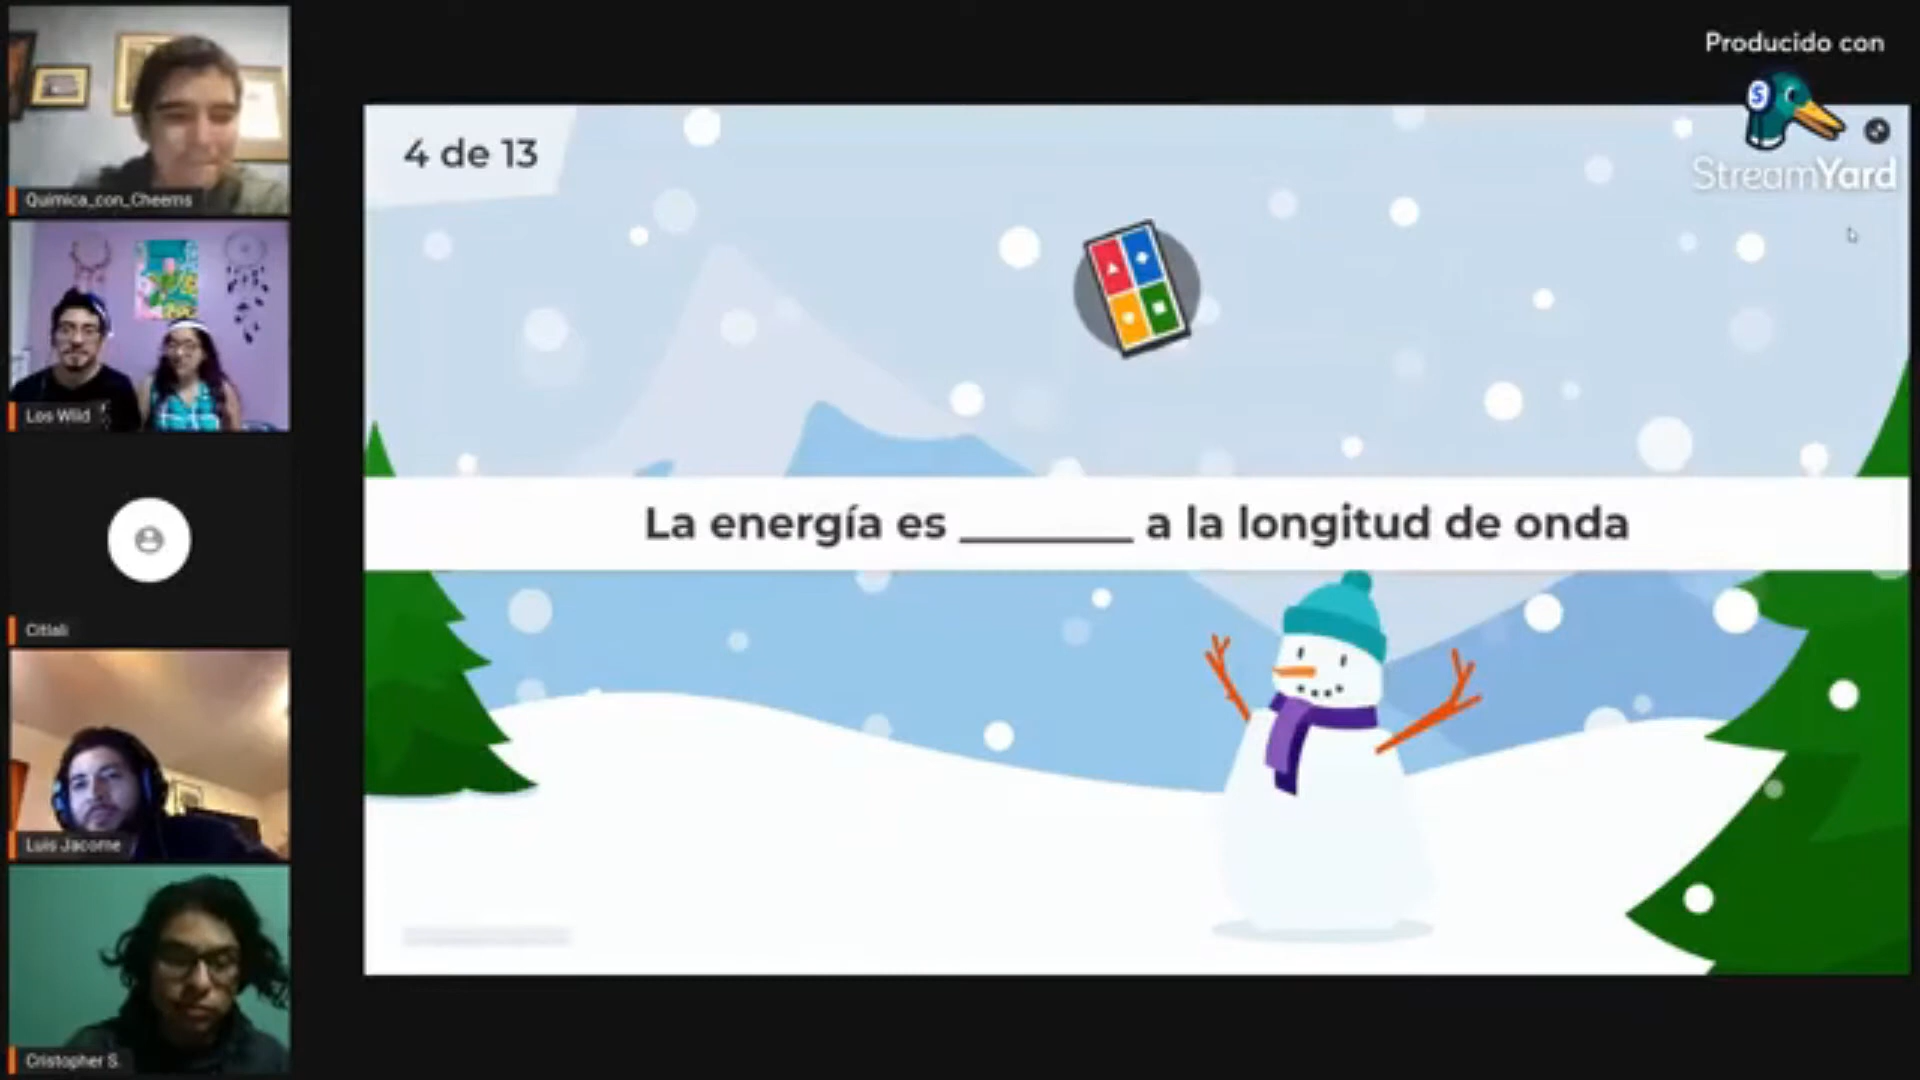 Producido con
StreamYard
4 de 13
La energía es ______ a la longitud de onda
Quimica_con_Cheems
Los Wild
Citlali
Luis Jacome
Cristopher S.